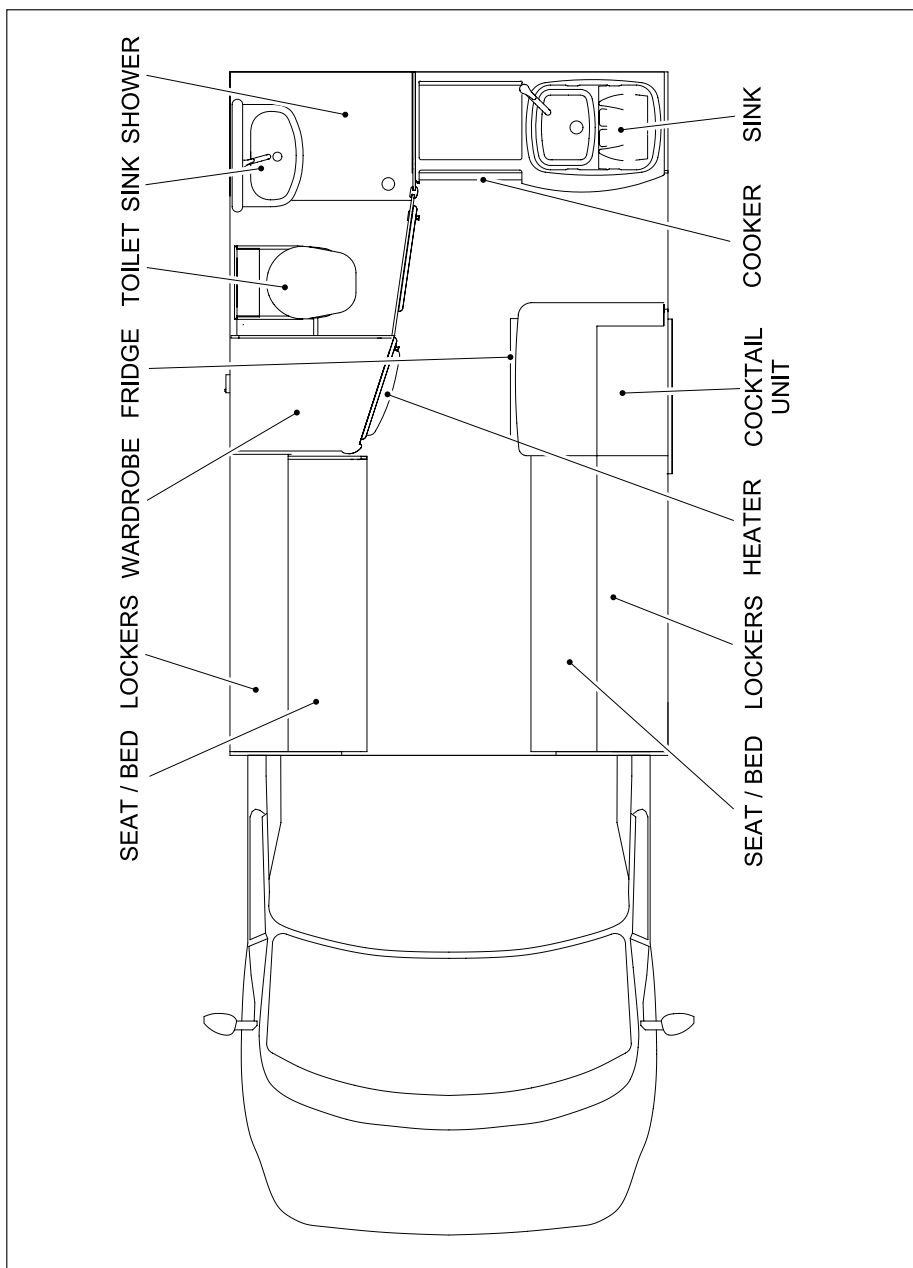 SEAT / BED
LOCKERS
WARDROBE
FRIDGE
TOILET
SINK
SHOWER
SEAT / BED
LOCKERS
HEATER
COCKTAIL
UNIT
COOKER
SINK